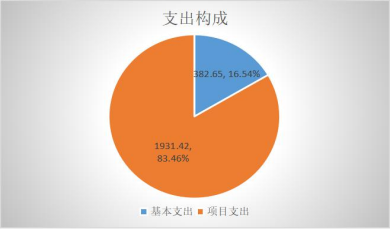 支出构成
382.65, 16.54%
1931.42,
83.46%
基本支出 项目支出